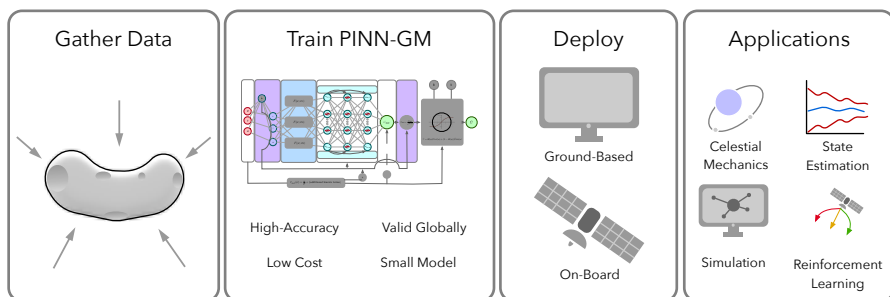 Gather Data
Train PINN-GM
High-Accuracy
Valid Globally
Low Cost
Small Model
Deploy
Ground-Based
On-Board
Applications
Celestial
Mechanics
State
Estimation
Simulation
Reinforcement
Learning